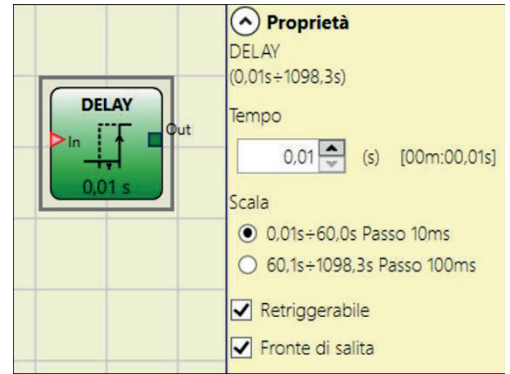 DELAY
In
Out
0,01 s
Proprietà
DELAY
(0,01s÷1098,3s)
Tempo
0,01 (s) [00m:00,01s]
Scala
0,01s÷60,0s Passo 10ms
60,1s÷1098,3s Passo 100ms
Retriggerabile
Fronte di salita